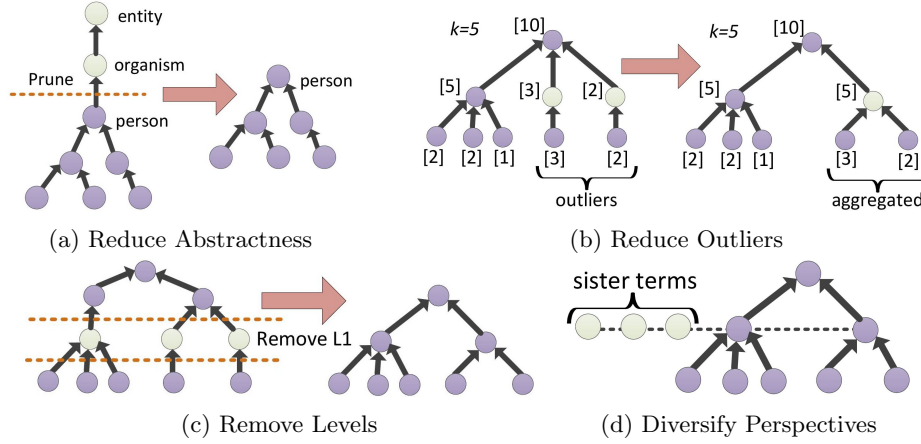 entity
organism
Prune
person
person
(a) Reduce Abstractness
k=5
[10]
[5]
[3]
[2]
[2]
[2]
[1]
[3]
[2]
outliers
k=5
[10]
[5]
[5]
[2]
[2]
[1]
[3]
[2]
aggregated
(b) Reduce Outliers
Remove L1
(c) Remove Levels
sister terms
(d) Diversify Perspectives